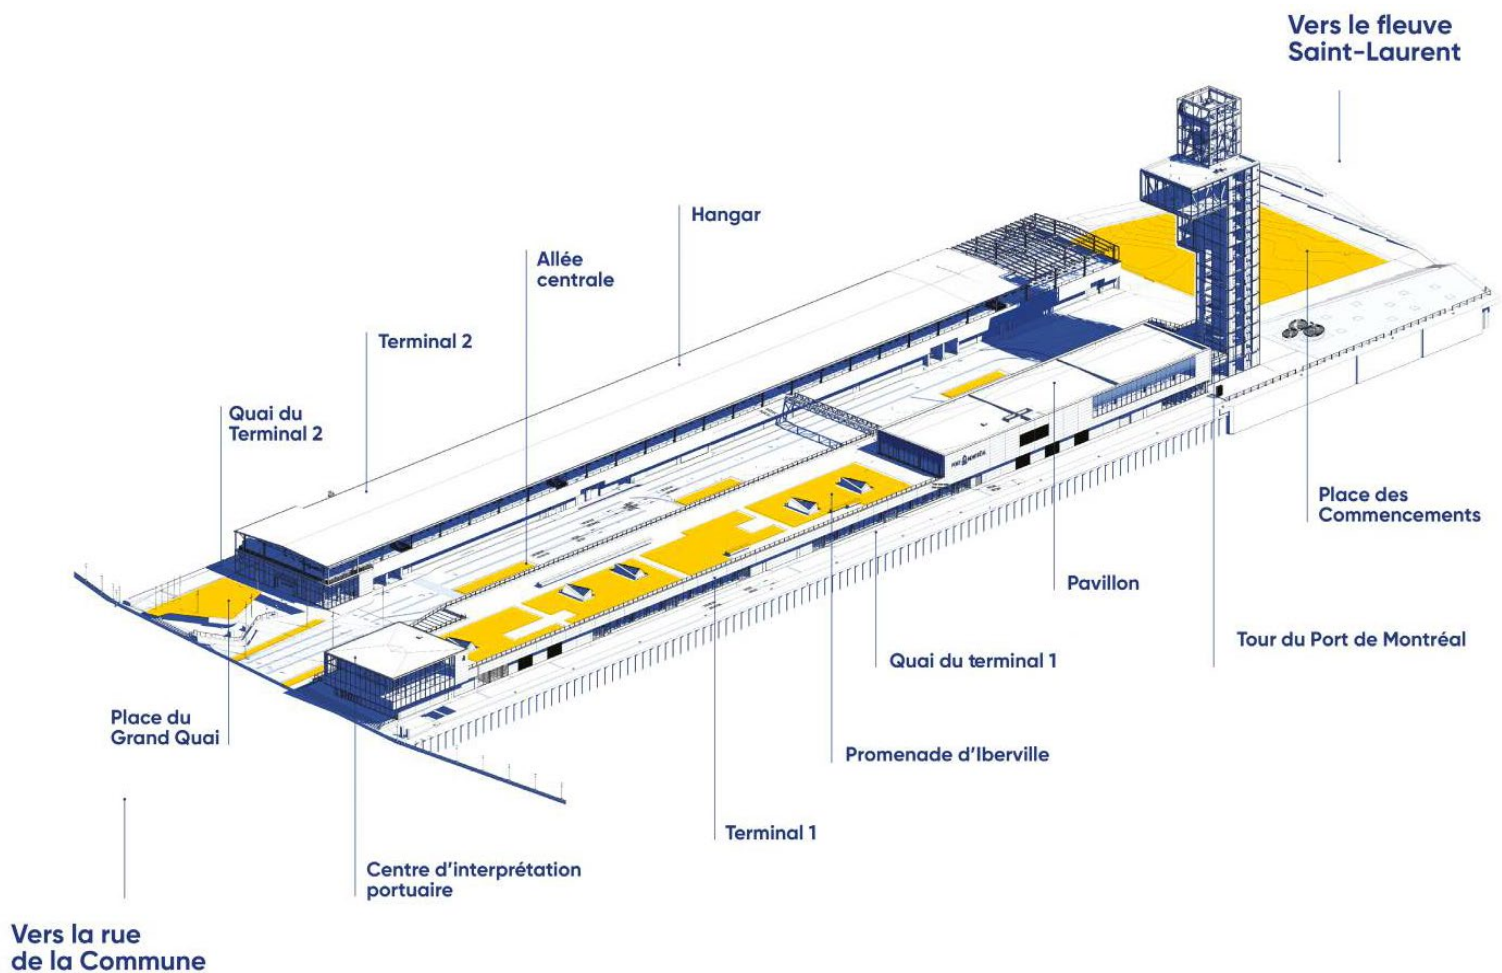 Vers le fleuve
Saint-Laurent
Hangar
Allée
centrale
Terminal 2
Quai du
Terminal 2
PORT MONTRÉAL
Place des
Commencements
Pavillon
Tour du Port de Montréal
Quai du terminal 1
Place du
Grand Quai
Promenade d'Iberville
Terminal 1
Centre d'interprétation
portuaire
Vers la rue
de la Commune